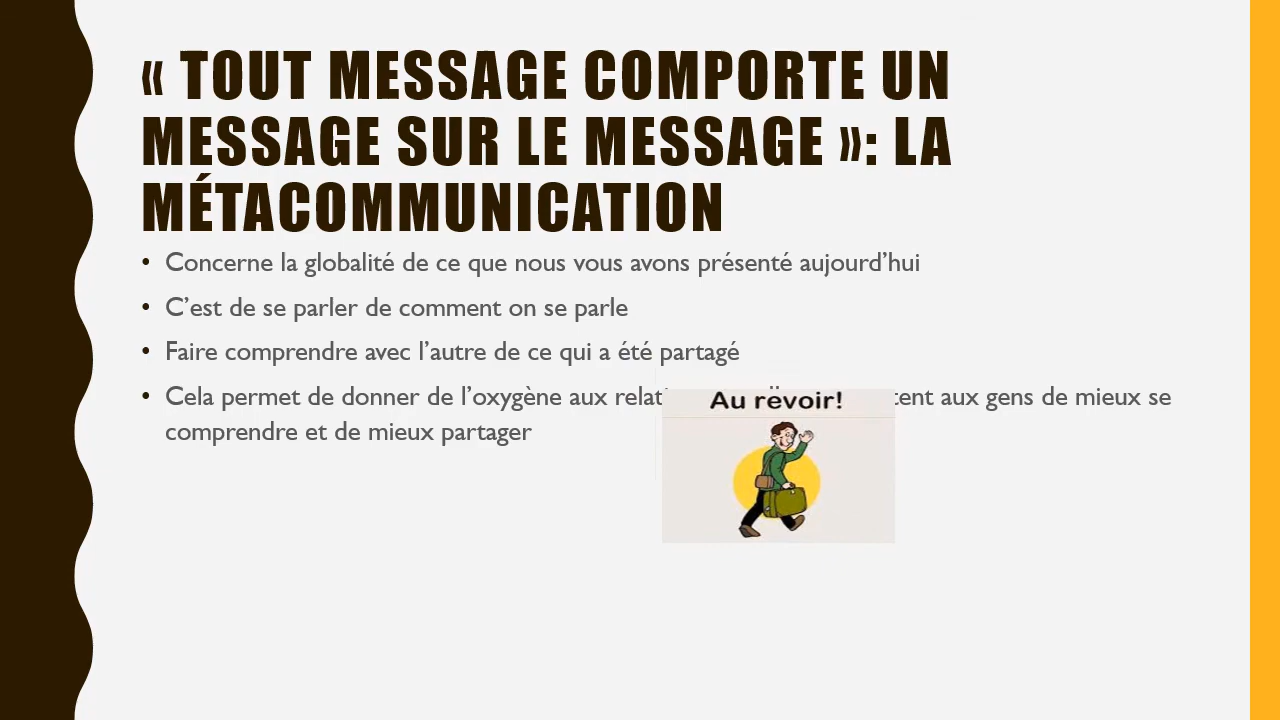 « TOUT MESSAGE COMPORTE UN
MESSAGE SUR LE MESSAGE »: LA
MÉTACOMMUNICATION
• Concerne la globalité de ce que nous vous avons présenté aujourd’hui
• C’est de se parler de comment on se parle
• Faire comprendre avec l’autre de ce qui a été partagé
• Cela permet de donner de l’oxygène aux aux gens de mieux se
comprendre et de mieux partager
Au revoir!